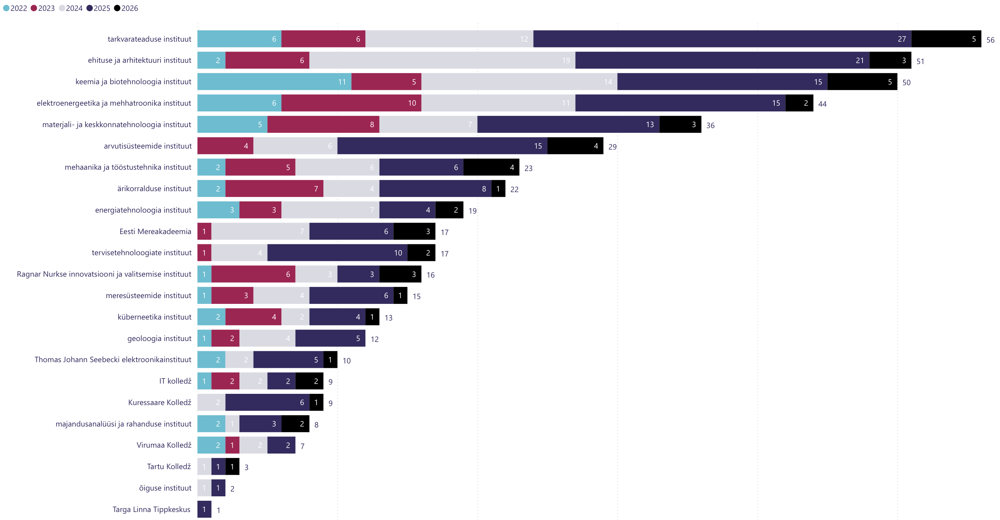 2022 2023 2024 2025 2026
tarkvarateaduse instituut 6 6 12 27 5 56
ehituse ja arhitektuuri instituut 2 6 19 21 3 51
keemia ja biotehnoloogia instituut 11 5 14 15 5 50
elektroenergeetika ja mehhatroonika instituut 6 10 11 15 2 44
materjali- ja keskkonnatehnoloogia instituut 5 8 7 13 3 36
arvutisüsteemide instituut 4 6 15 4 29
mehaanika ja tööstustehnika instituut 2 5 6 6 4 23
ärikorralduse instituut 2 7 4 8 1 22
energiatehnoloogia instituut 3 3 7 4 2 19
Eesti Mereakadeemia 1 7 6 3 17
tervisetehnoloogiate instituut 1 4 10 2 17
Ragnar Nurkse innovatsiooni ja valitsemise instituut 1 6 3 3 3 16
meresüsteemide instituut 1 3 4 6 1 15
küberneetika instituut 2 4 2 4 1 13
geoloogia instituut 1 2 4 5 12
Thomas Johann Seebecki elektroonikainstituut 2 2 5 1 10
IT kolledž 1 2 2 2 2 9
Kuressaare Kolledž 2 6 1 9
majandusanalüüsi ja rahanduse instituut 2 1 3 2 8
Virumaa Kolledž 2 1 2 2 7
Tartu Kolledž 1 1 1 3
õiguse instituut 1 1 2
Targa Linna Tippkeskus 1 1